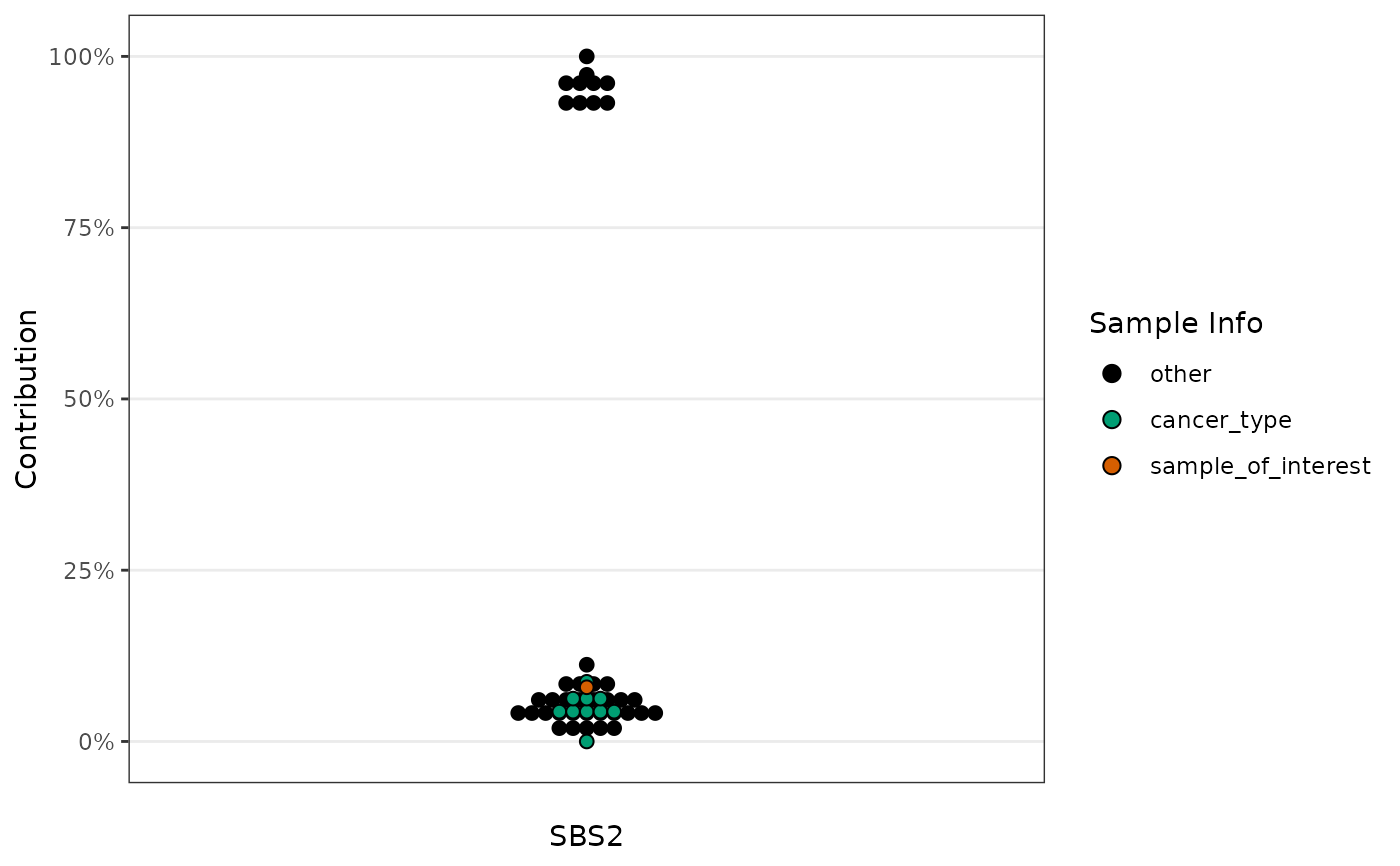 100%
75%
50%
25%
0%
Contribution
SBS2
Sample Info
other
cancer_type
sample_of_interest